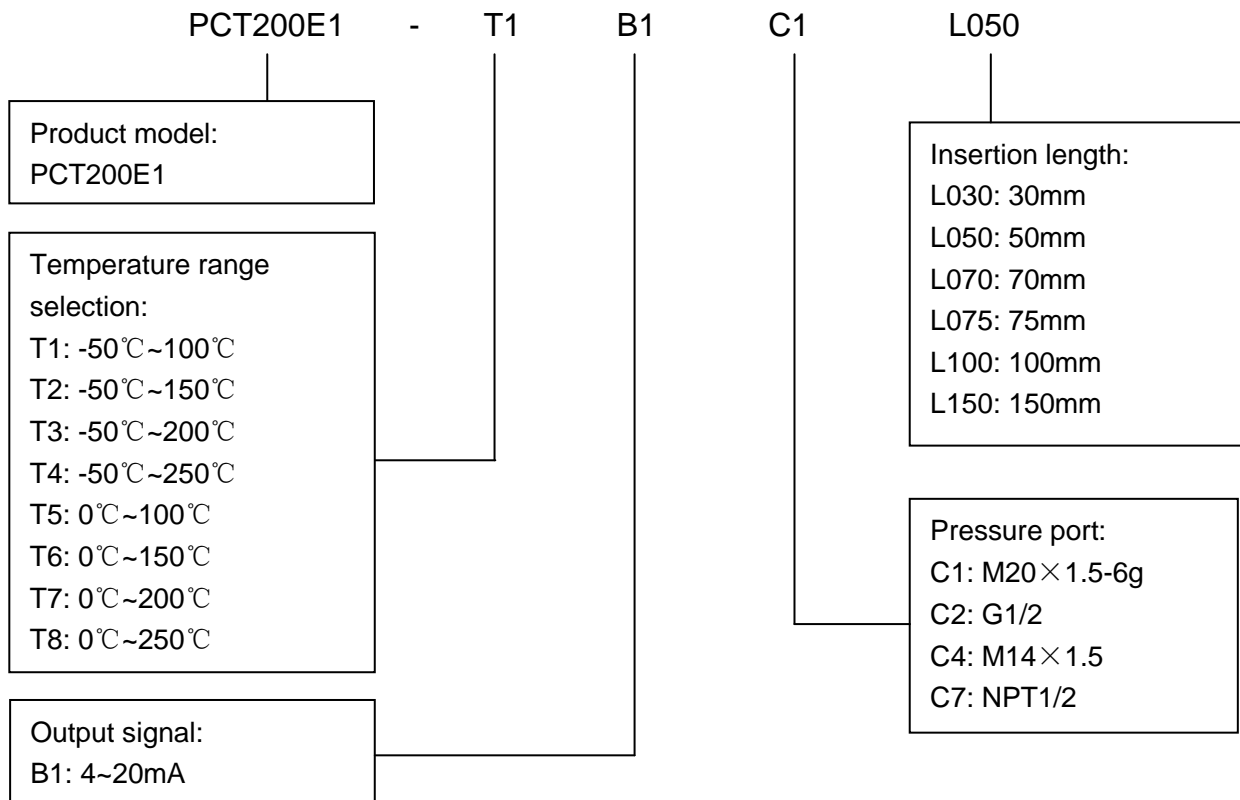 PCT200E1 - T1 B1 C1 L050
Product model:
PCT200E1
Temperature range
selection:
T1: -50℃~100℃
T2: -50℃~150℃
T3: -50℃~200℃
T4: -50℃~250℃
T5: 0℃~100℃
T6: 0℃~150℃
T7: 0℃~200℃
T8: 0℃~250℃
Output signal:
B1: 4~20mA
Insertion length:
L030: 30mm
L050: 50mm
L070: 70mm
L075: 75mm
L100: 100mm
L150: 150mm
Pressure port:
C1: M20×1.5-6g
C2: G1/2
C4: M14×1.5
C7: NPT1/2